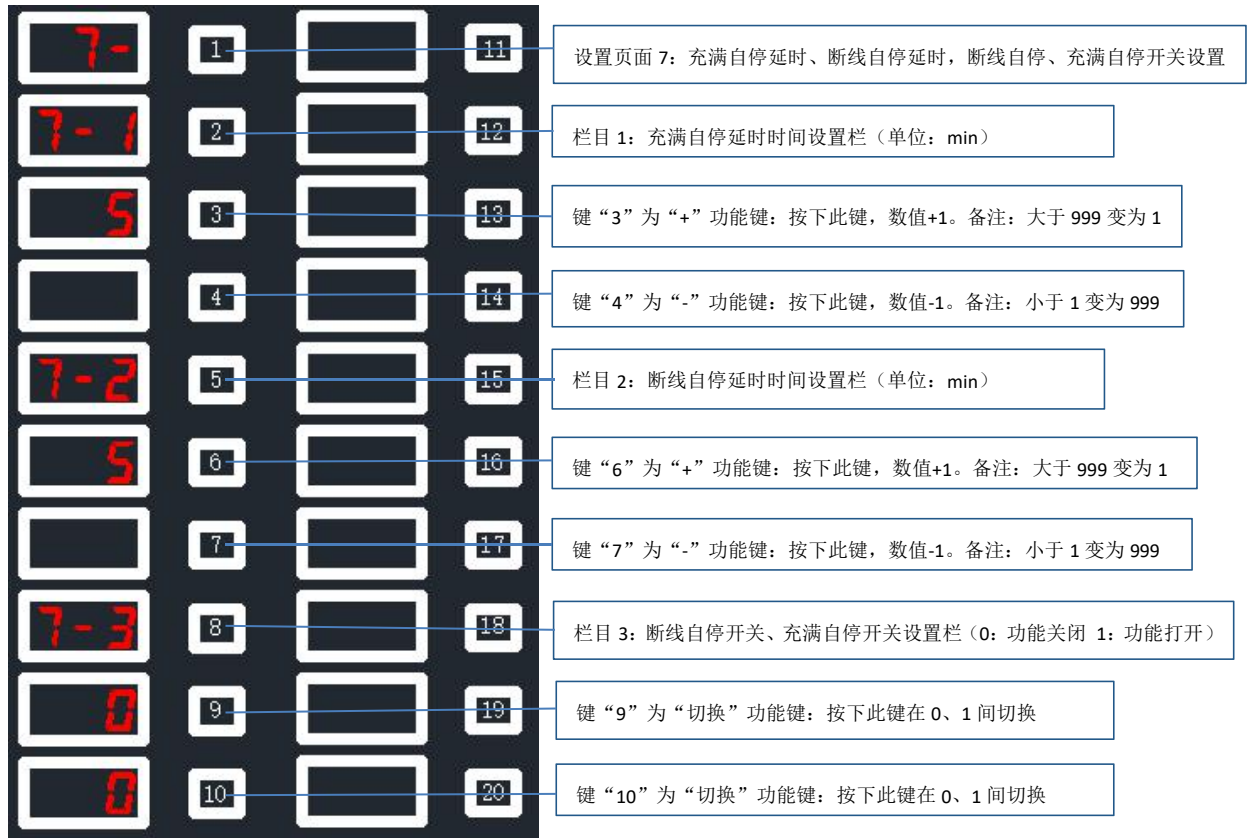 7-
1
11
设置页面 7：充满自停延时、断线自停延时，断线自停、充满自停开关设置
7-1
2
12
栏目 1：充满自停延时时间设置栏（单位：min）
5
3
13
键“3”为“+”功能键：按下此键，数值+1。备注：大于 999 变为 1
4
14
键“4”为“-”功能键：按下此键，数值-1。备注：小于 1 变为 999
7-2
5
15
栏目 2：断线自停延时时间设置栏（单位：min）
5
6
16
键“6”为“+”功能键：按下此键，数值+1。备注：大于 999 变为 1
7
17
键“7”为“-”功能键：按下此键，数值-1。备注：小于 1 变为 999
7-3
8
18
栏目 3：断线自停开关、充满自停开关设置栏（0：功能关闭 1：功能打开）
0
9
19
键“9”为“切换”功能键：按下此键在 0、1 间切换
0
10
20
键“10”为“切换”功能键：按下此键在 0、1 间切换